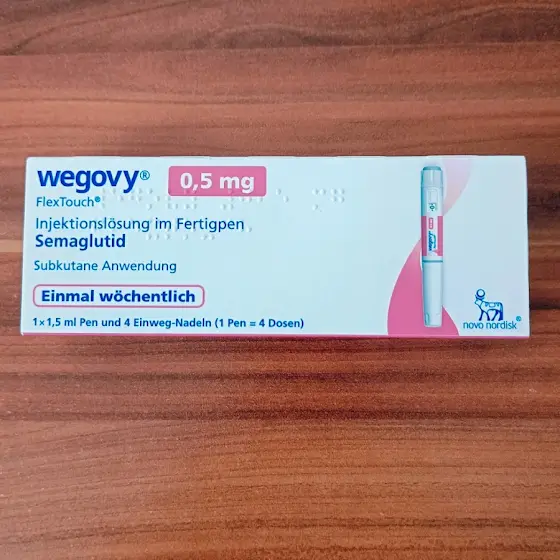 wegovy® 0,5 mg
FlexTouch®
Injektionslösung im Fertigpen
Semaglutid
Subkutane Anwendung
Einmal wöchentlich
1 x 1,5 ml Pen und 4 Einweg-Nadeln (1 Pen = 4 Dosen)
wegovy
novo nordisk®